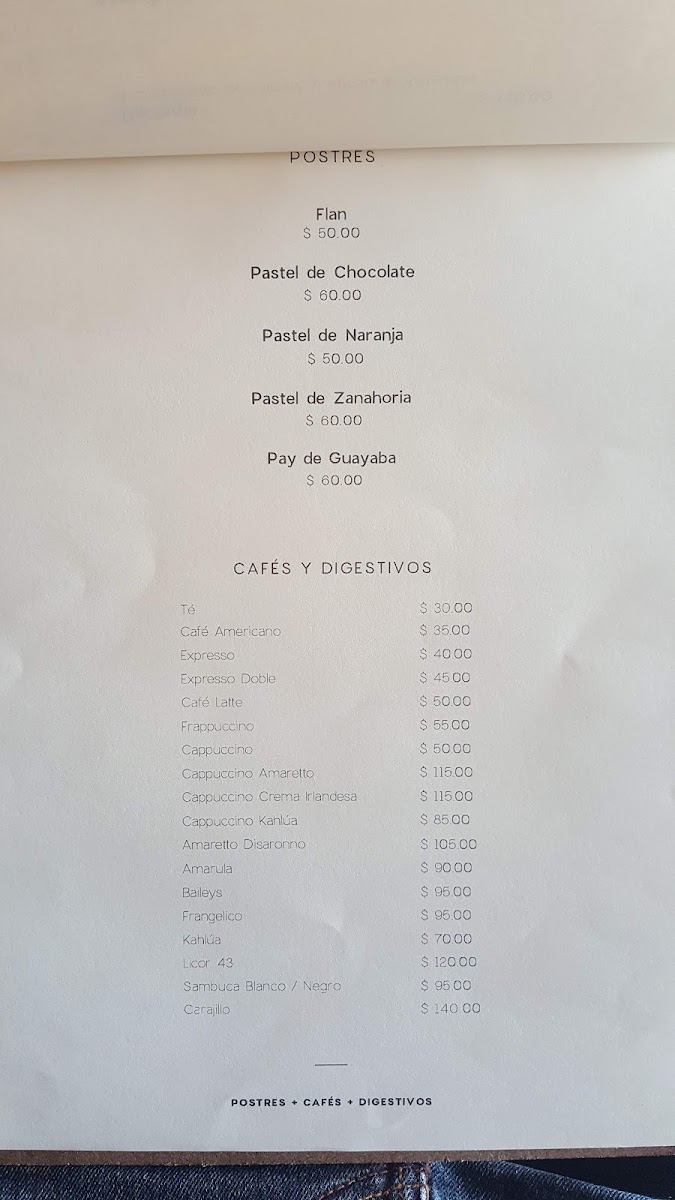 POSTRES
Flan
$ 50.00
Pastel de Chocolate
$ 60.00
Pastel de Naranja
$ 50.00
Pastel de Zanahoria
$ 60.00
Pay de Guayaba
$ 60.00
CAFÉS Y DIGESTIVOS
Té $ 30.00
Café Americano $ 35.00
Expresso $ 40.00
Expresso Doble $ 45.00
Café Latte $ 50.00
Frappuccino $ 55.00
Cappuccino $ 50.00
Cappuccino Amaretto $ 115.00
Cappuccino Crema Irlandesa $ 115.00
Cappuccino Kahlúa $ 85.00
Amaretto Disaronno $ 105.00
Amarula $ 90.00
Baileys $ 95.00
Frangelico $ 95.00
Kahlúa $ 70.00
Licor 43 $ 120.00
Sambuca Blanco / Negro $ 95.00
Carajillo $ 140.00
POSTRES + CAFÉS + DIGESTIVOS